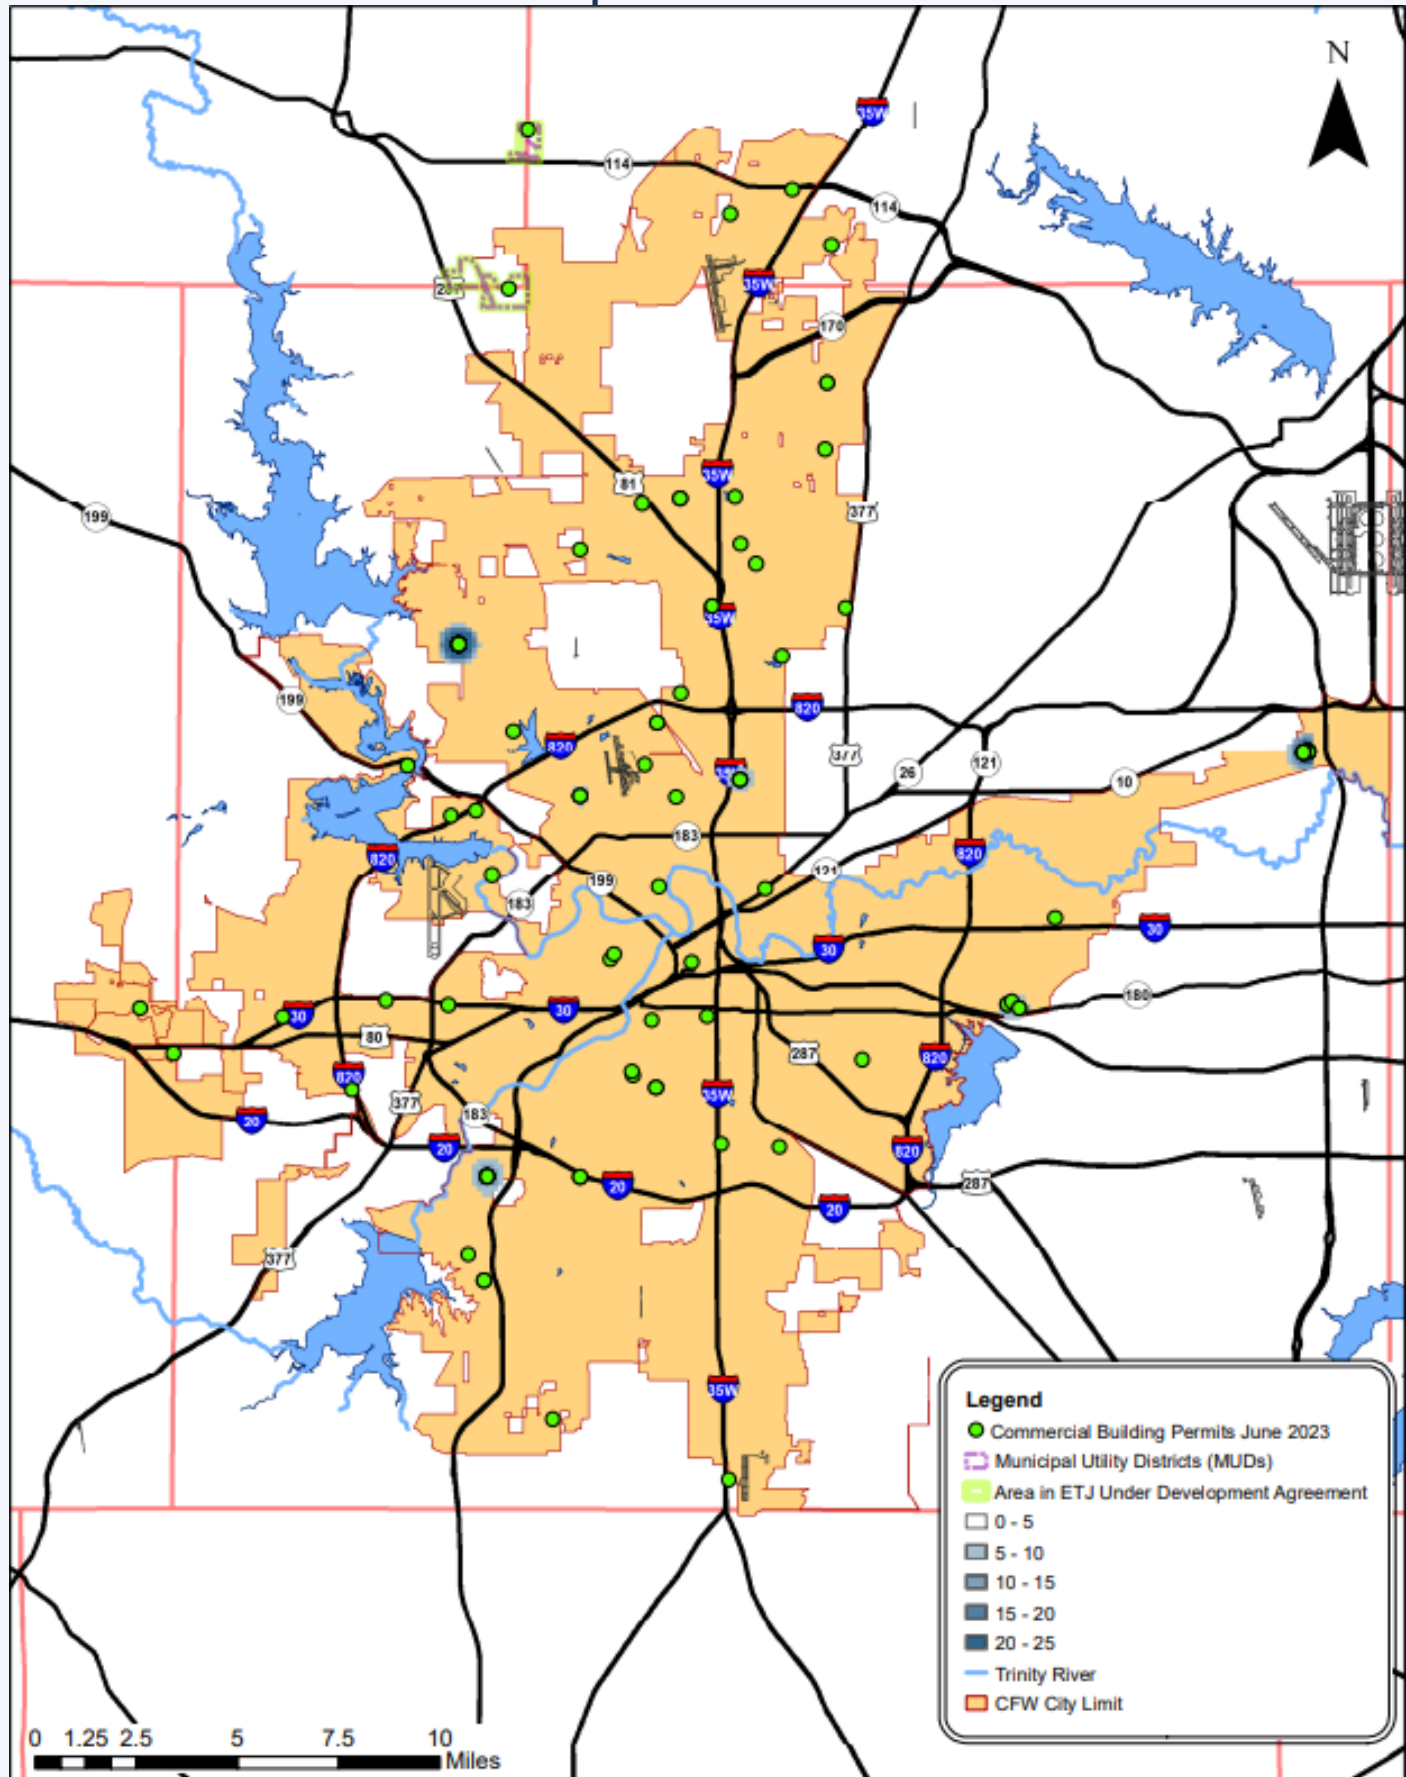 N
35W
114
114
35W
287
170
81
35W
377
199
35W
199
820
820
377
26
121
10
35W
183
820
820
199
121
183
30
30
180
30
30
80
287
820
820
35W
377
183
20
20
820
20
287
20
377
35W
Legend
Commercial Building Permits June 2023
Municipal Utility Districts (MUDs)
Area in ETJ Under Development Agreement
0 - 5
5 - 10
10 - 15
15 - 20
20 - 25
Trinity River
CFW City Limit
0 1.25 2.5 5 7.5 10
Miles